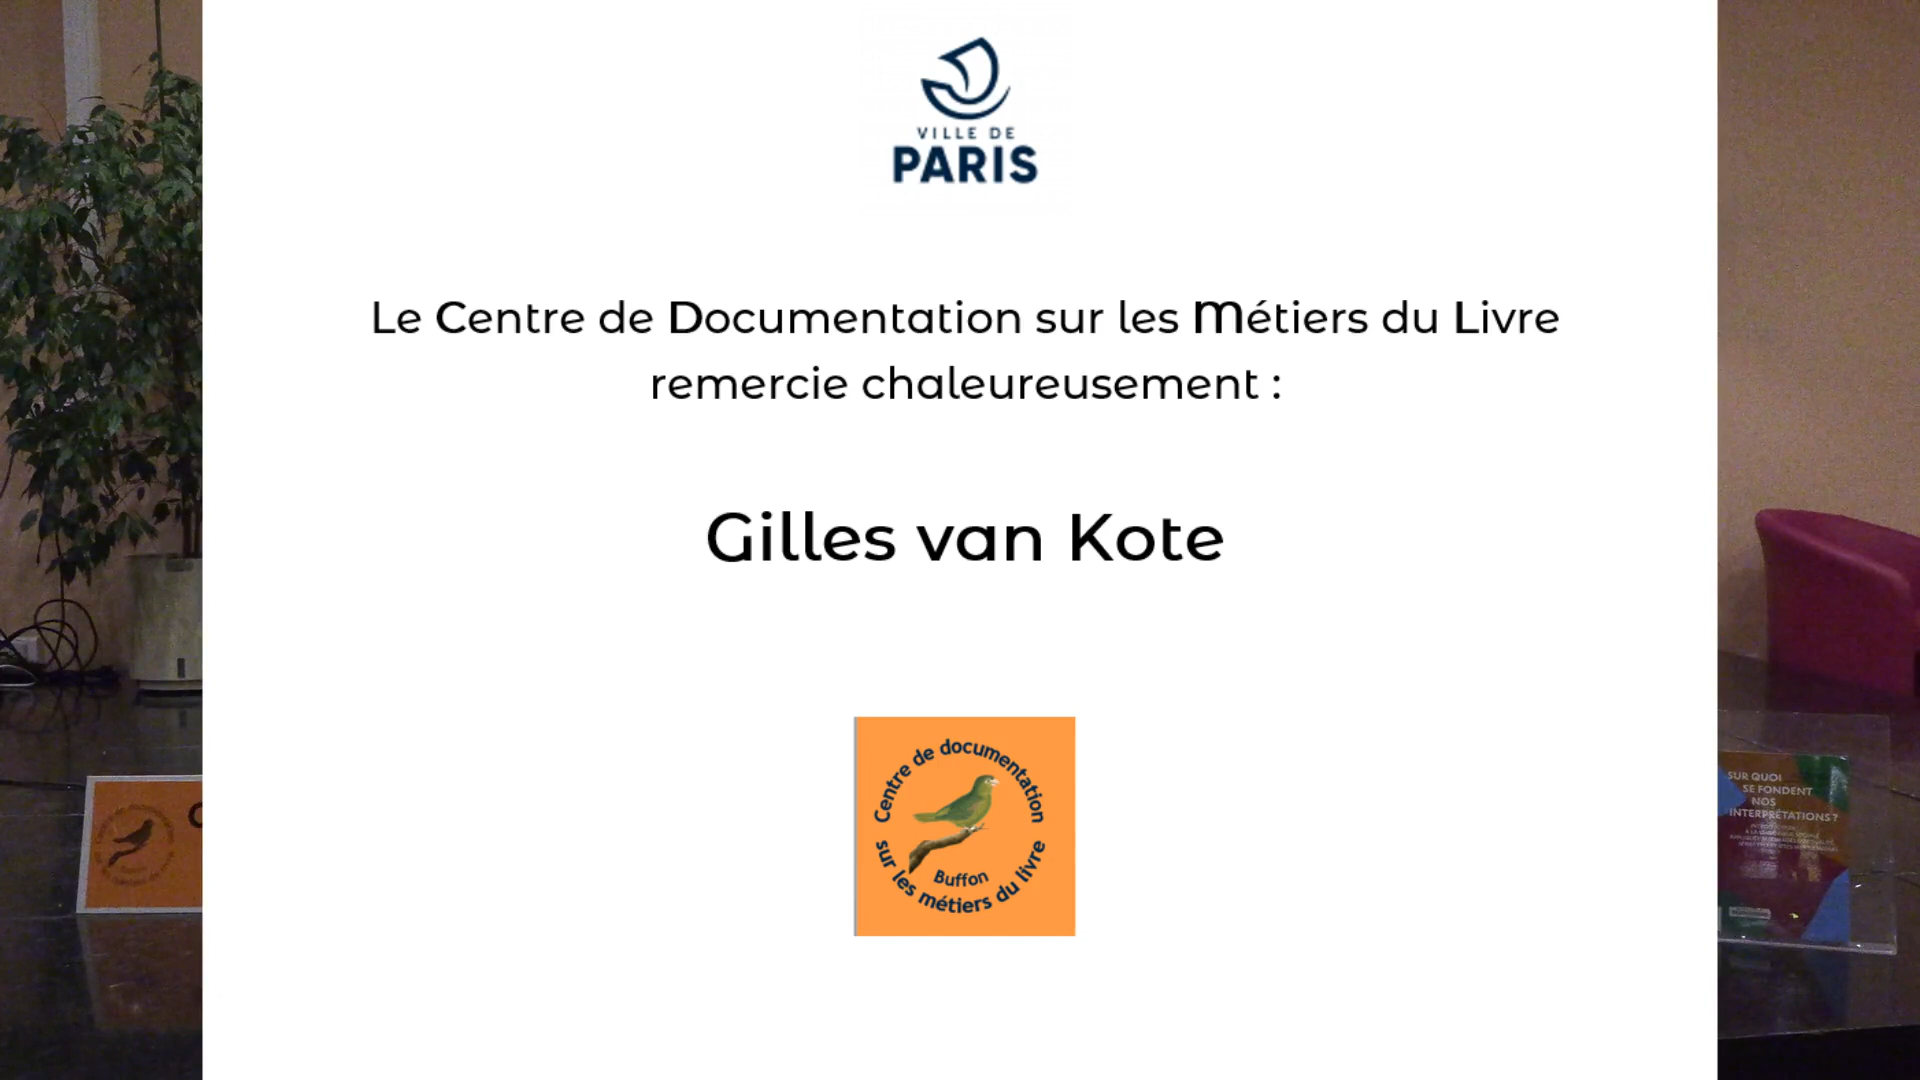 VILLE DE
PARIS
Le Centre de Documentation sur les Métiers du Livre
remercie chaleureusement :
Gilles van Kote
Centre de documentation
sur les métiers du livre
Buffon
SUR QUOI
SE FONDENT
NOS
INTERPRÉTATIONS ?